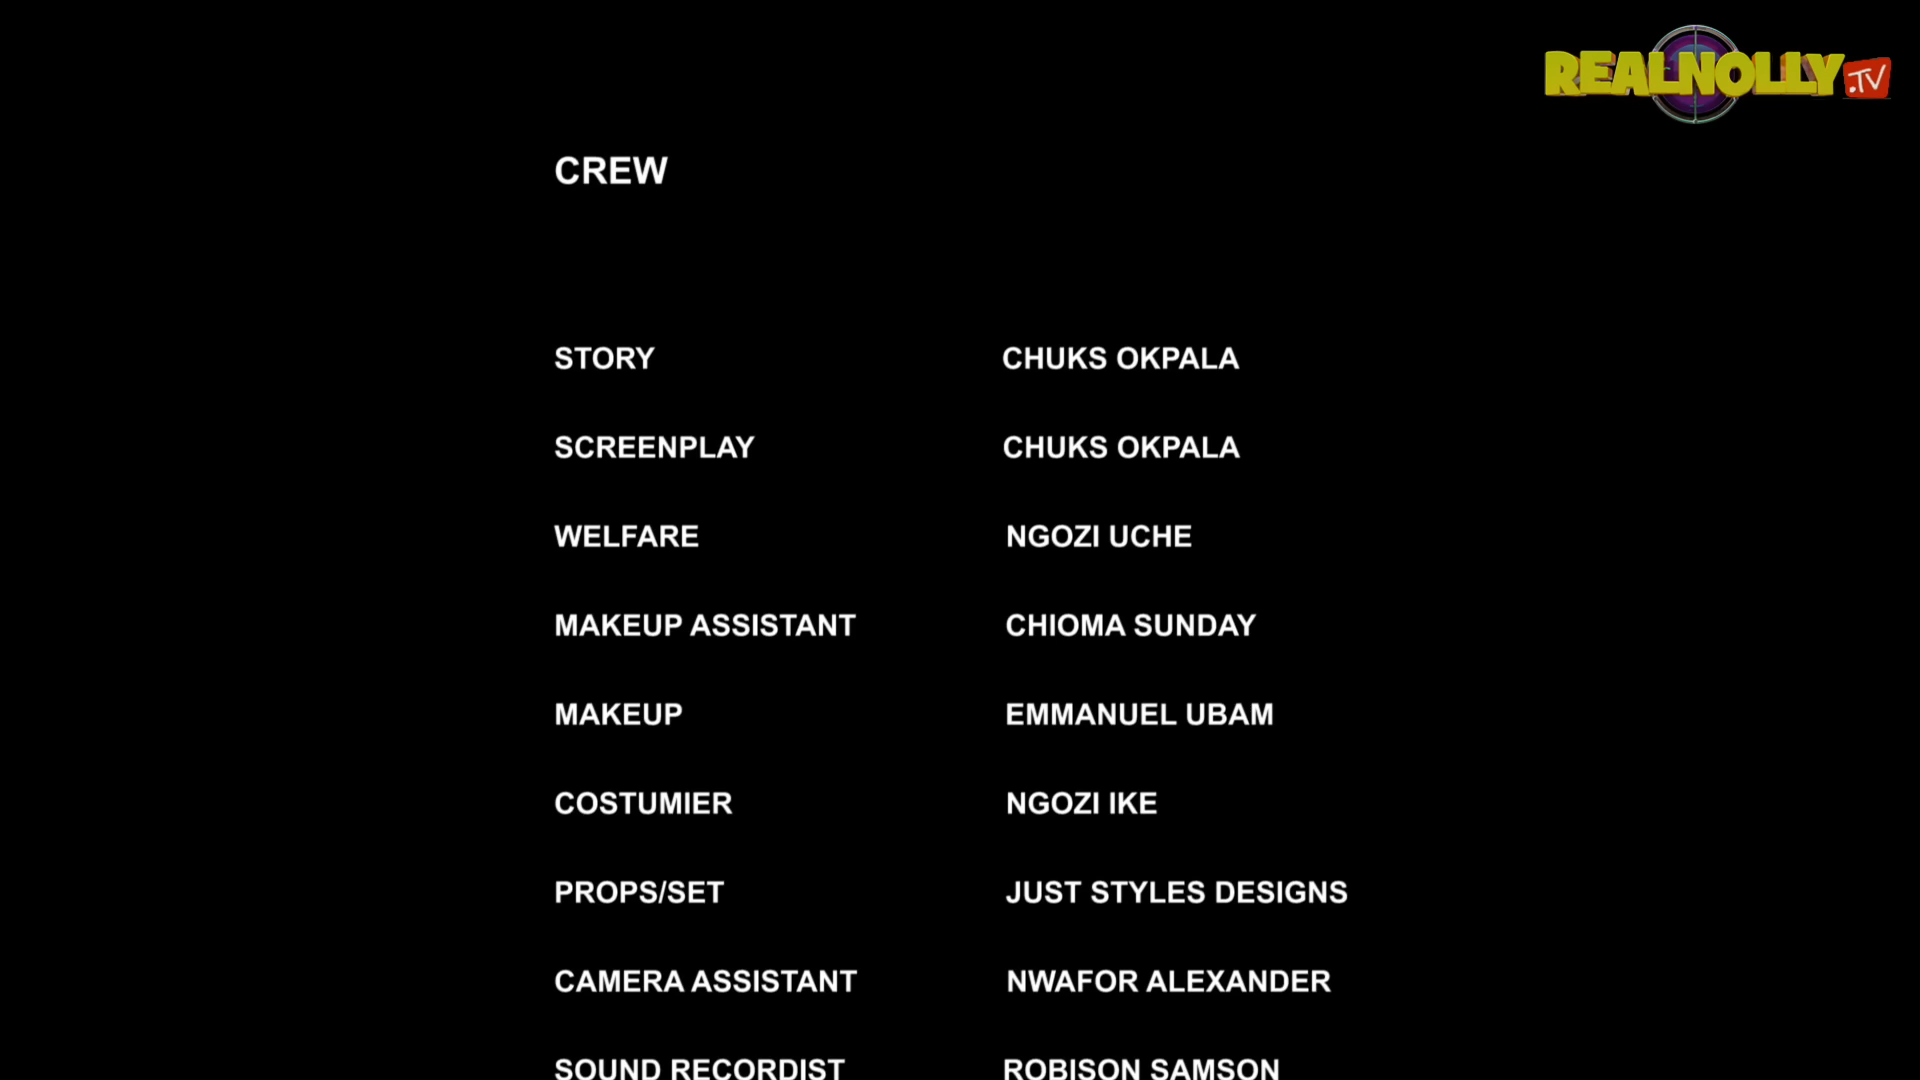 REALNOLLY.TV
CREW
STORY CHUKS OKPALA
SCREENPLAY CHUKS OKPALA
WELFARE NGOZI UCHE
MAKEUP ASSISTANT CHIOMA SUNDAY
MAKEUP EMMANUEL UBAM
COSTUMIER NGOZI IKE
PROPS/SET JUST STYLES DESIGNS
CAMERA ASSISTANT NWAFOR ALEXANDER
SOUND RECORDIST ROBISON SAMSON